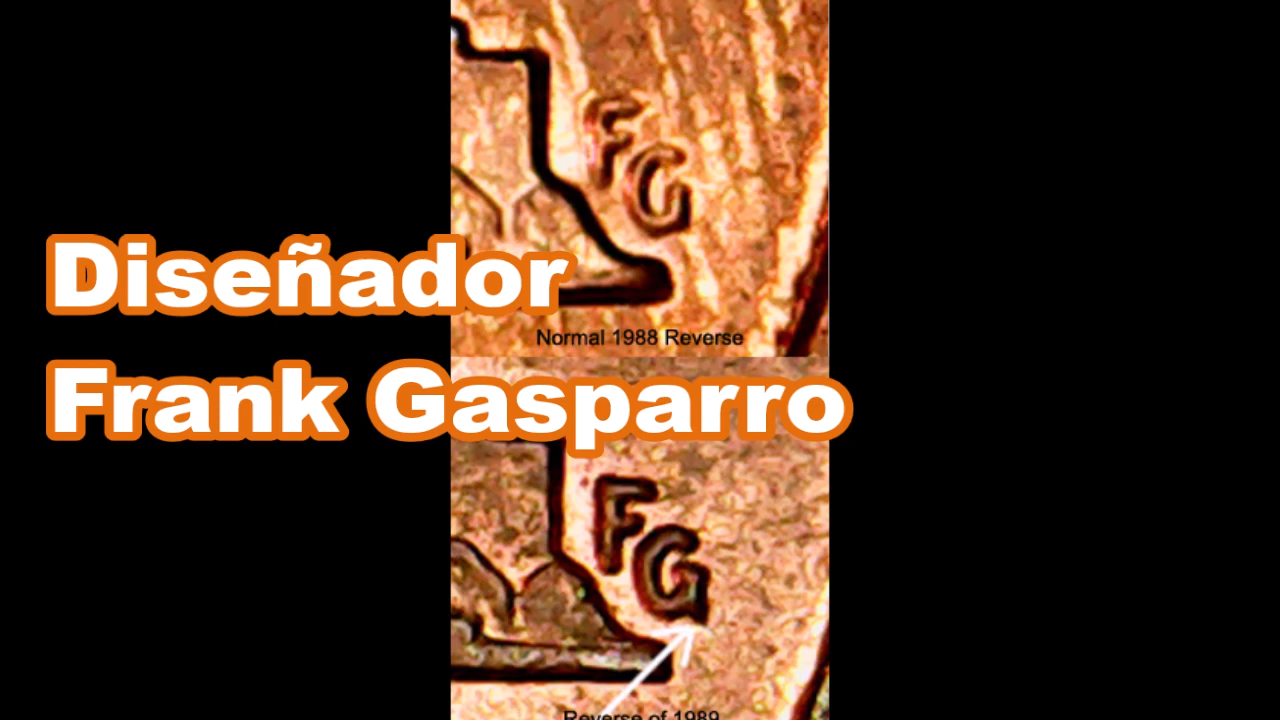 FG
Diseñador
Normal 1988 Reverse
Frank Gasparro
FG
Reverse of 1989